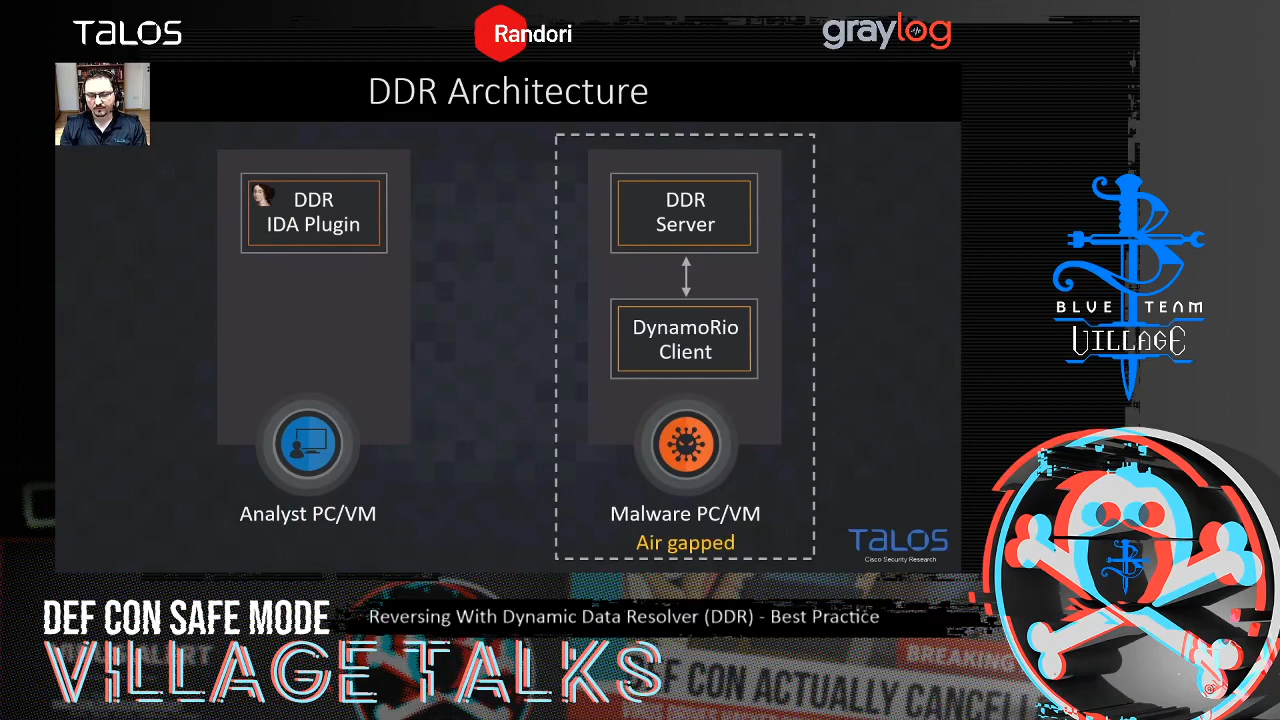 TALOS
Randori
graylog
DDR Architecture
DDR
IDA Plugin
DDR
Server
DynamoRio
Client
Analyst PC/VM
Malware PC/VM
Air gapped
TALOS
Cisco Security Research
BLUE TEAM
VILLAGE
DEF CON SAFE MODE
Reversing With Dynamic Data Resolver (DDR) - Best Practice
VILLAGE TALKS
BREAKING
DEF CON ACTUALLY CANCELL